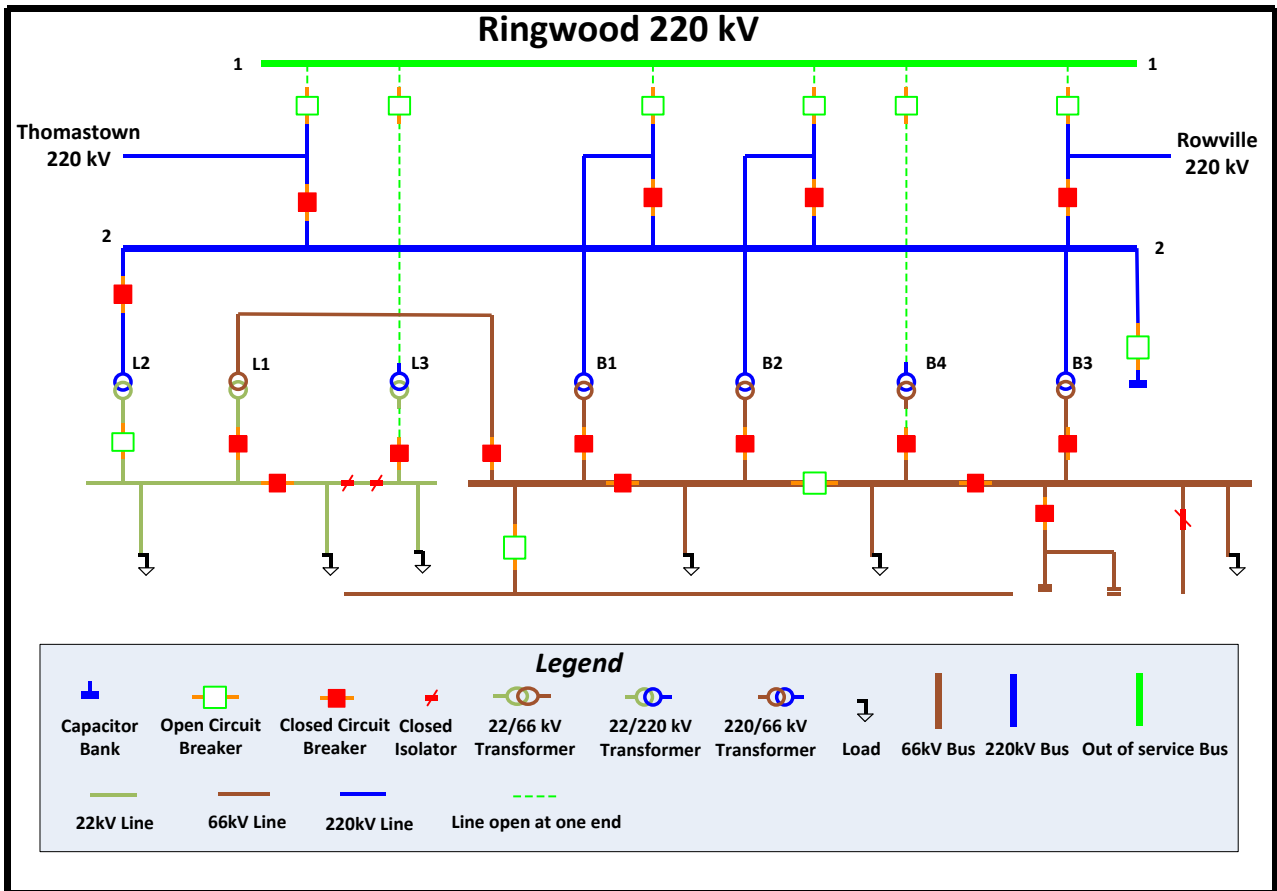 Ringwood 220 kV
1
1
Thomastown
220 kV
Rowville
220 kV
2
2
L2
L1
L3
B1
B2
B4
B3
Legend
Capacitor
Bank
Open Circuit
Breaker
Closed Circuit
Breaker
Closed
Isolator
22/66 kV
Transformer
22/220 kV
Transformer
220/66 kV
Transformer
Load
66kV Bus
220kV Bus
Out of service Bus
22kV Line
66kV Line
220kV Line
Line open at one end